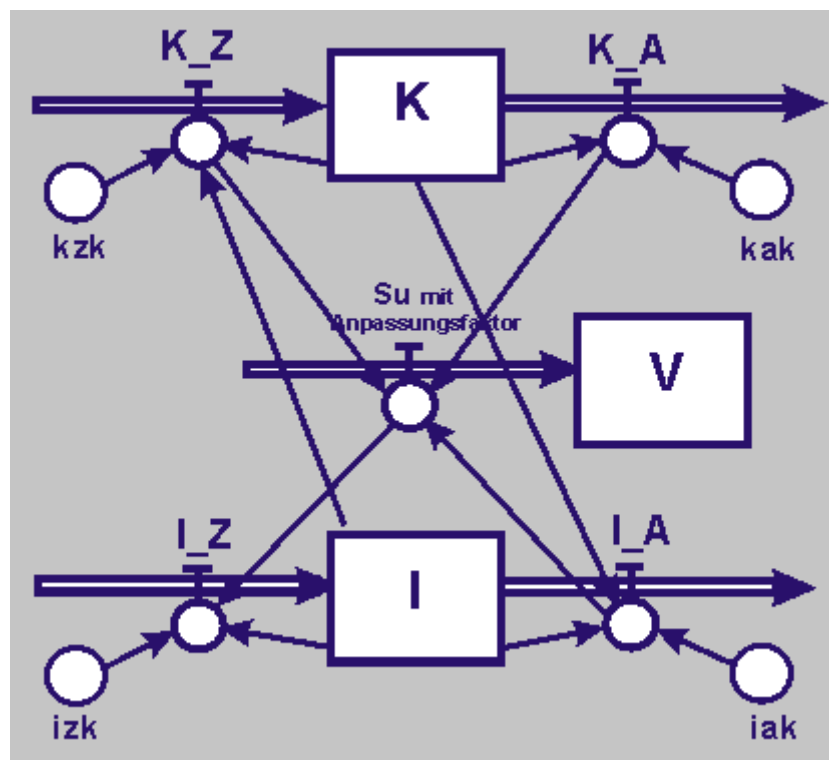 K_Z
K_A
K
kzk
kak
Su mit
Anpassungsfaktor
V
I_Z
I_A
I
izk
iak